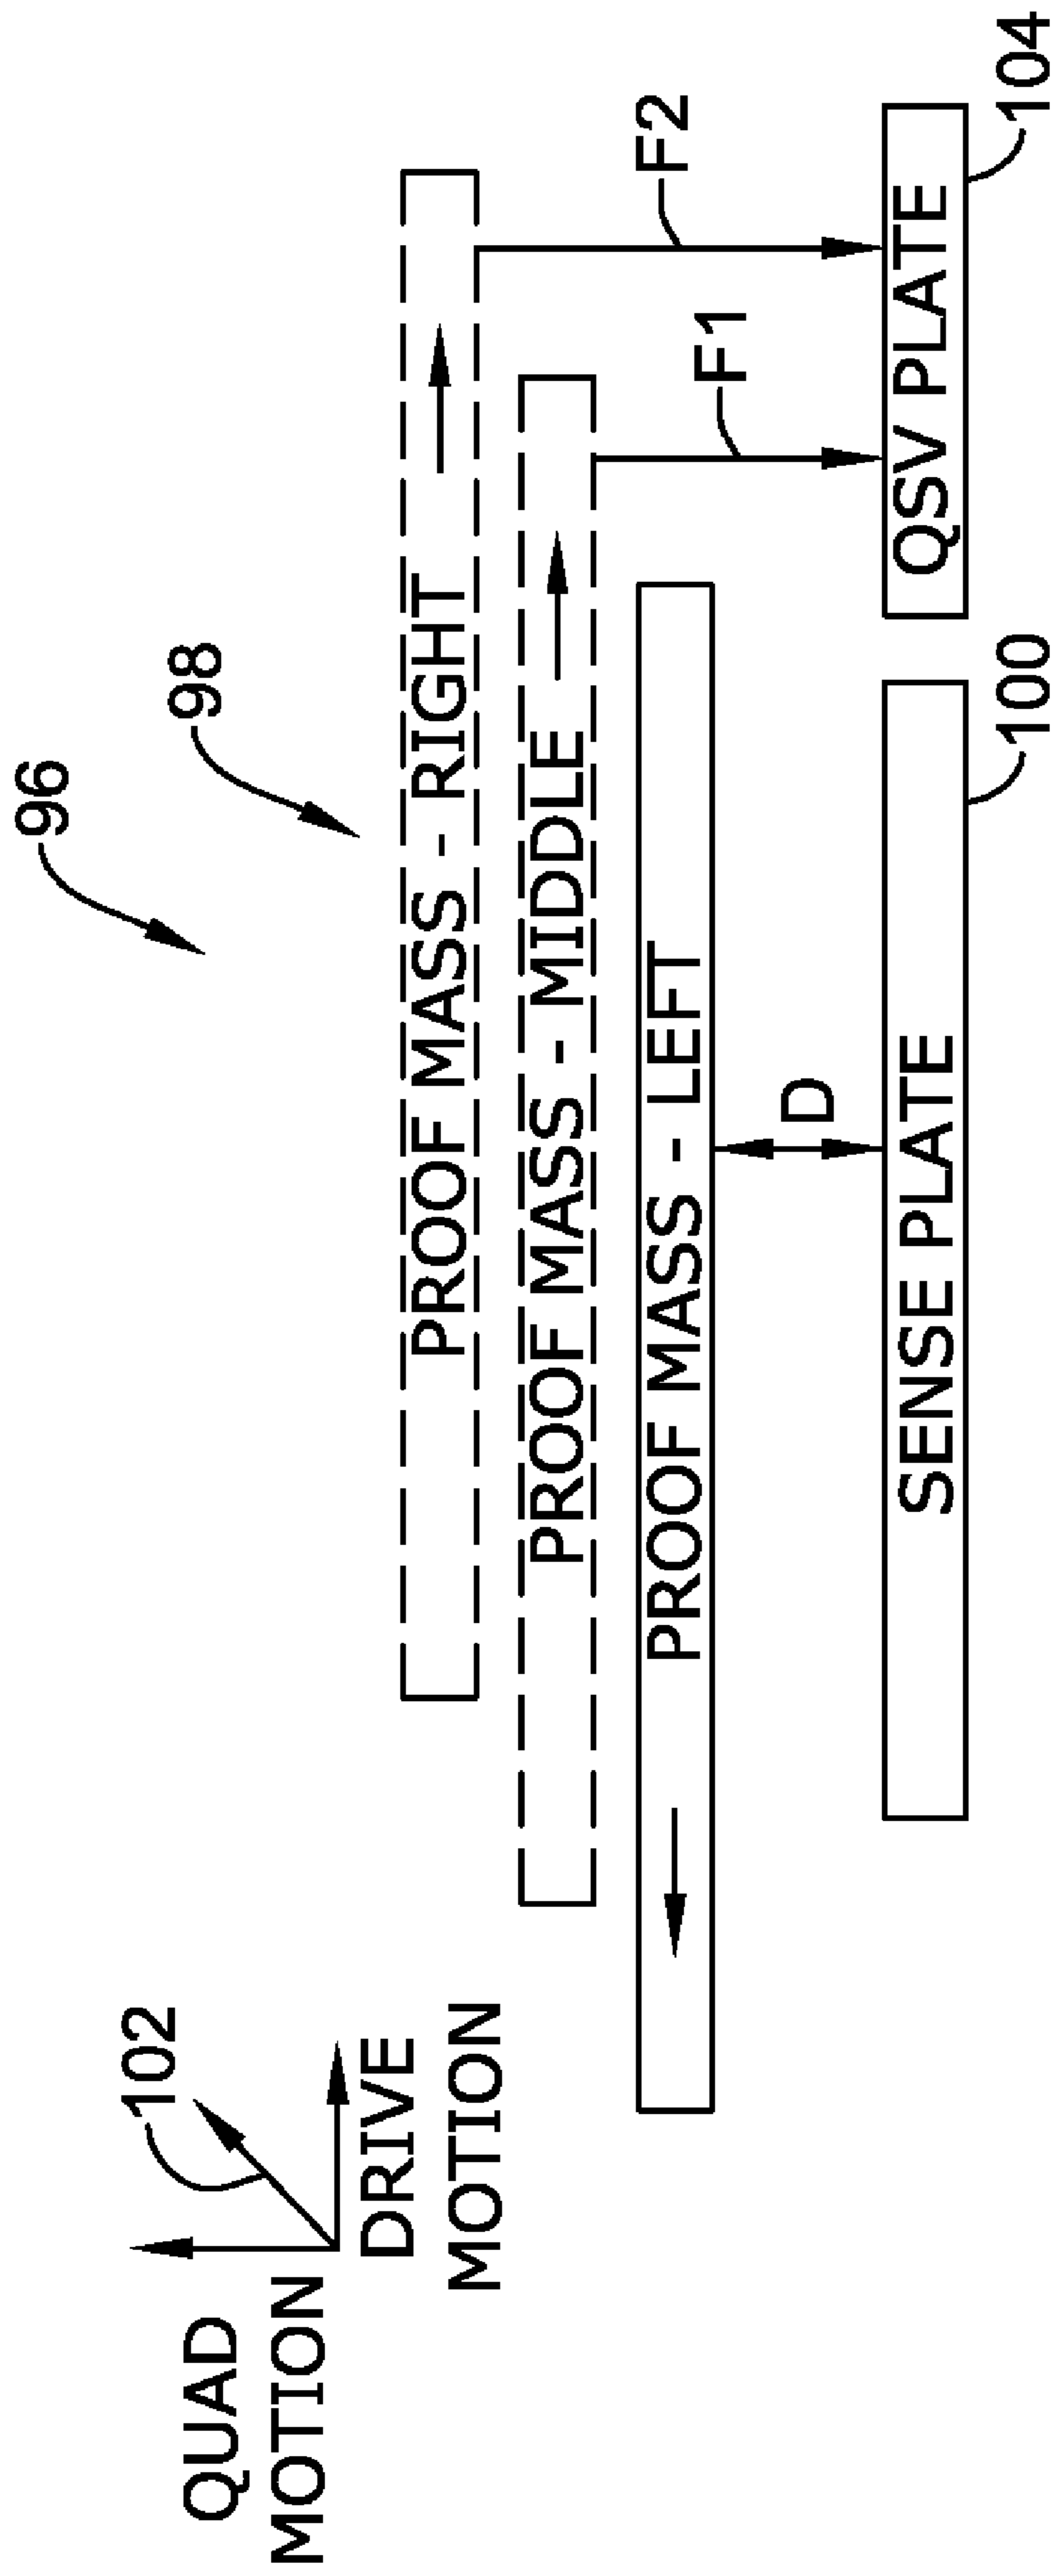 96
98
102
QUAD
MOTION
DRIVE
MOTION
PROOF MASS - RIGHT
PROOF MASS - MIDDLE
PROOF MASS - LEFT
F2
F1
D
SENSE PLATE
QSV PLATE
100
104